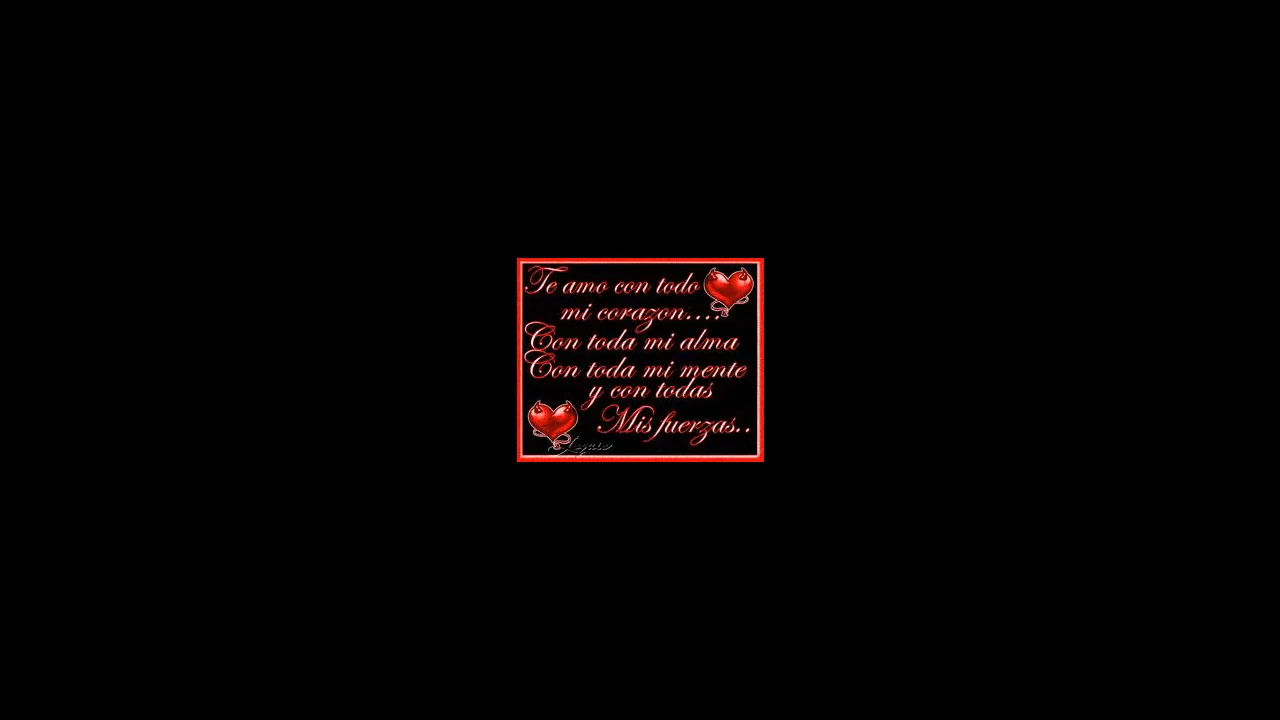 Te amo con todo
mi corazon....
Con toda mi alma
Con toda mi mente
y con todas
Mis fuerzas..